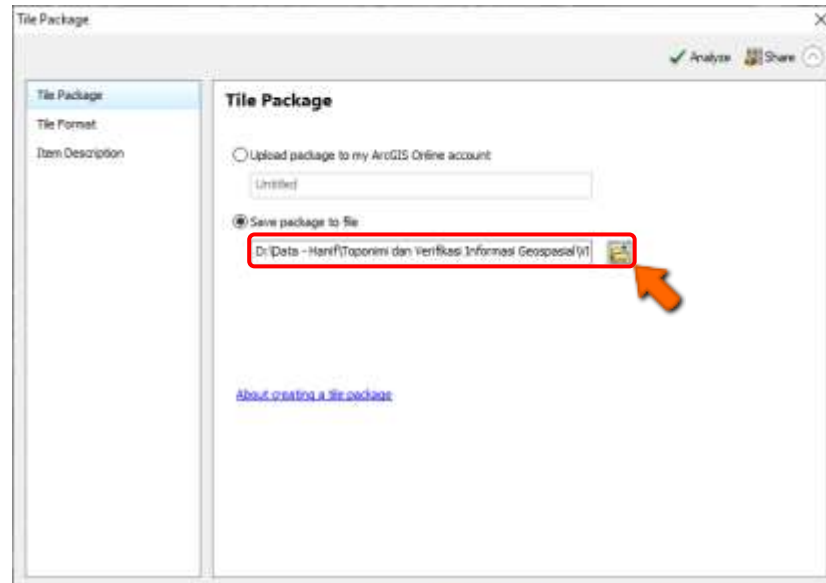 Tile Package
Analyze Share
Tile Package
Tile Format
Item Description
Tile Package
Upload package to my ArcGIS Online account
Untitled
Save package to file
D:\Data - Hanif\Toponimi dan Verifikasi Informasi Geospasial\
About creating a tile package